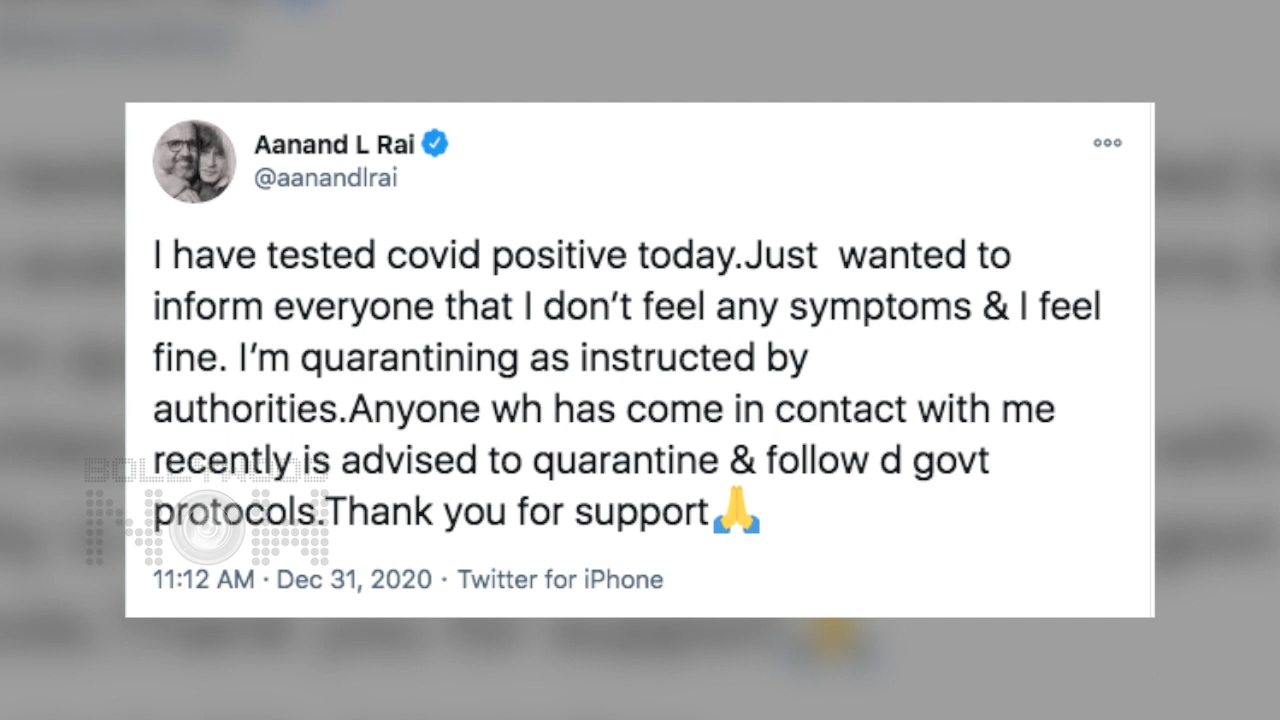 Aanand L Rai
@aanandlrai
I have tested covid positive today.Just  wanted to
inform everyone that I don’t feel any symptoms & I feel
fine. I’m quarantining as instructed by
authorities.Anyone wh has come in contact with me
recently is advised to quarantine & follow d govt
protocols.Thank you for support🙏
11:12 AM · Dec 31, 2020 · Twitter for iPhone
BOLLYWOOD
NOW